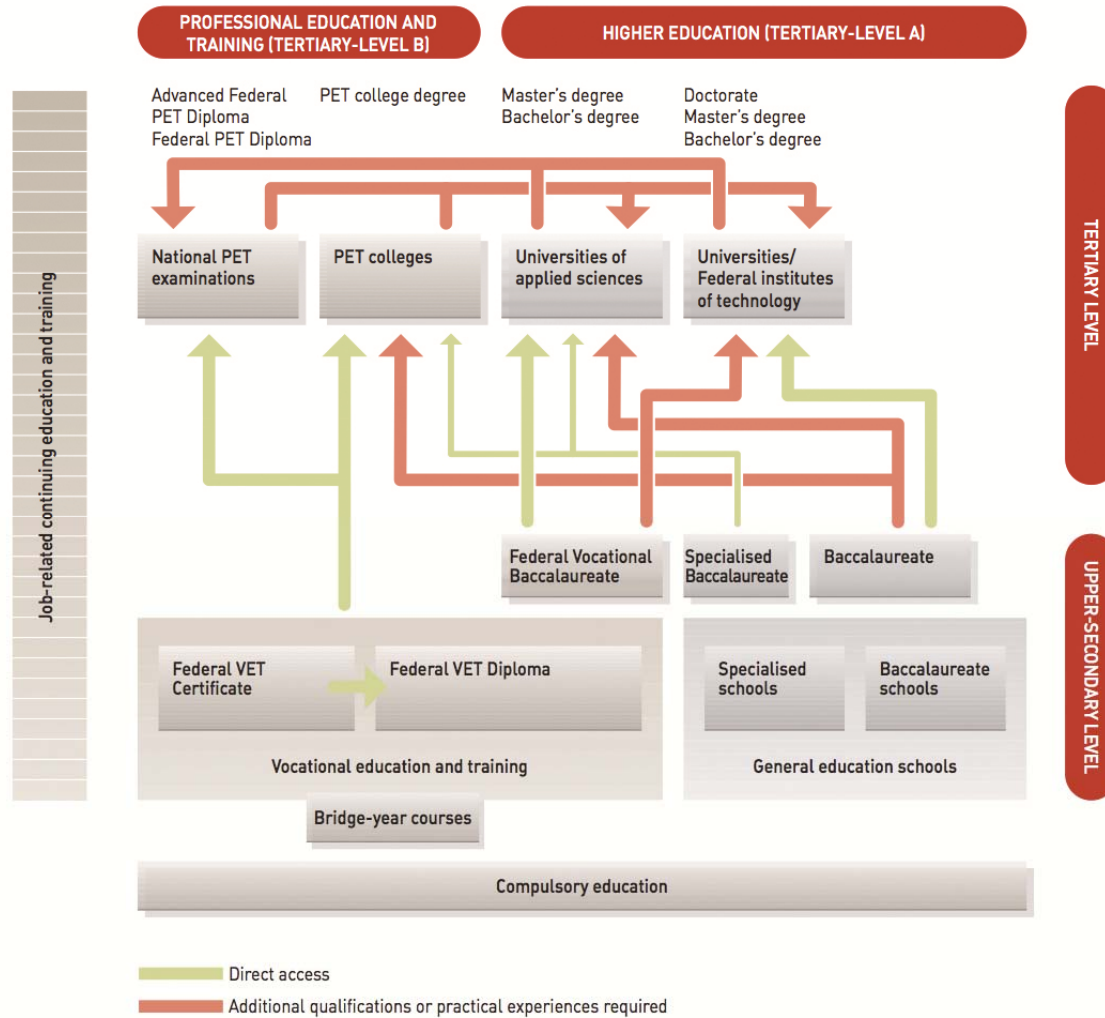 PROFESSIONAL EDUCATION AND
TRAINING (TERTIARY-LEVEL B)
HIGHER EDUCATION (TERTIARY-LEVEL A)
Advanced Federal
PET Diploma
Federal PET Diploma
PET college degree
Master's degree
Bachelor's degree
Doctorate
Master's degree
Bachelor's degree
National PET
examinations
PET colleges
Universities of
applied sciences
Universities/
Federal institutes
of technology
TERTIARY LEVEL
Job-related continuing education and training
Federal Vocational
Baccalaureate
Specialised
Baccalaureate
Baccalaureate
UPPER-SECONDARY LEVEL
Federal VET
Certificate
Federal VET Diploma
Specialised
schools
Baccalaureate
schools
Vocational education and training
General education schools
Bridge-year courses
Compulsory education
Direct access
Additional qualifications or practical experiences required